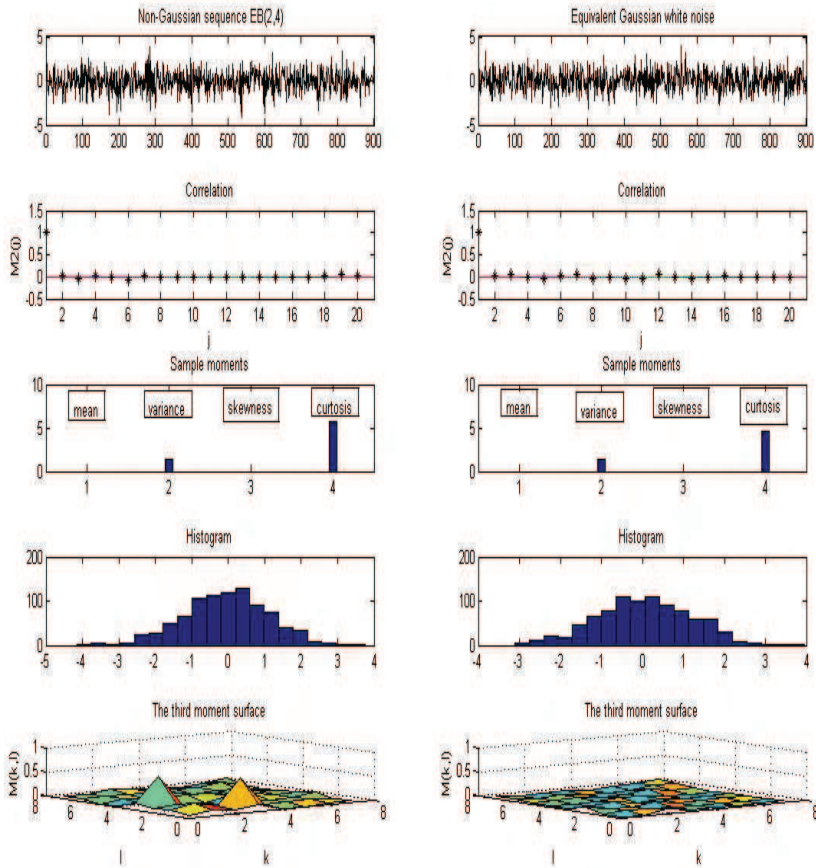 Non-Gaussian sequence EB(2,4)
Equivalent Gaussian white noise
5
0
-5
0 100 200 300 400 500 600 700 800 900
5
0
-5
0 100 200 300 400 500 600 700 800 900
Correlation
Correlation
M2(j)
1.5
1
0.5
0
-0.5
2 4 6 8 10 12 14 16 18 20
j
M2(j)
1.5
1
0.5
0
-0.5
2 4 6 8 10 12 14 16 18 20
j
Sample moments
Sample moments
10
5
0
mean variance skewness curtosis
1 2 3 4
10
5
0
mean variance skewness curtosis
1 2 3 4
Histogram
Histogram
200
100
0
-5 -4 -3 -2 -1 0 1 2 3 4
200
100
0
-4 -3 -2 -1 0 1 2 3 4
The third moment surface
The third moment surface
M(k,l)
1
0.5
0
8 6 4 2 0
0 2 4 6 8
l
k
M(k,l)
1
0.5
0
8 6 4 2 0
0 2 4 6 8
l
k